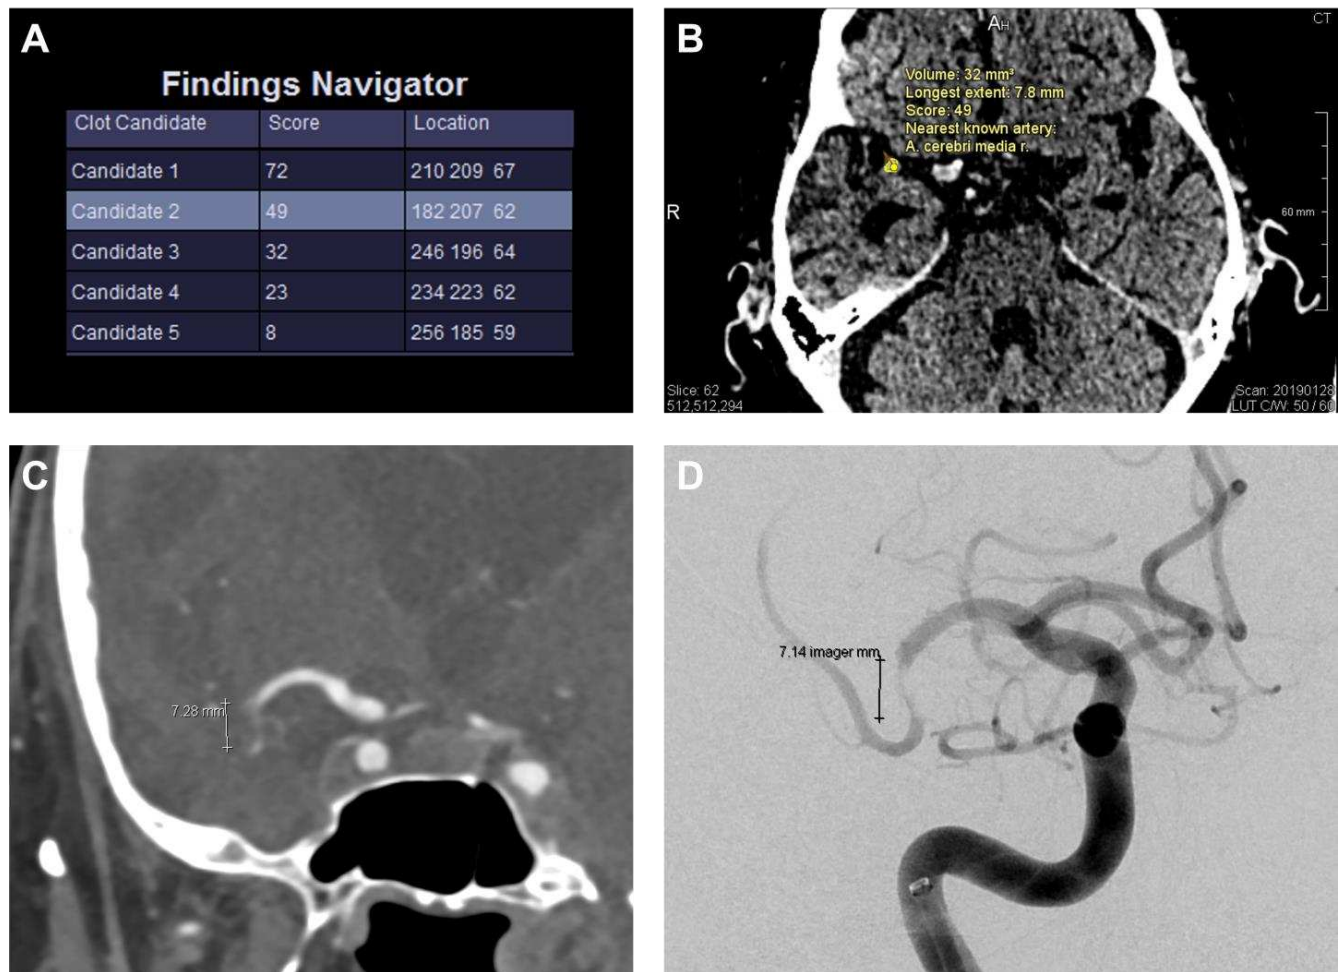 A
Findings Navigator
Clot Candidate Score Location
Candidate 1 72 210 209 67
Candidate 2 49 182 207 62
Candidate 3 32 246 196 64
Candidate 4 23 234 223 62
Candidate 5 8 256 185 59
B
AH
CT
Volume: 32 mm³
Longest extent: 7.8 mm
Score: 49
Nearest known artery:
A. cerebri media r.
R
60 mm
Slice: 62
512,512,294
Scan: 20190128
LUT C/W: 50 / 60
C
7.28 mm
D
7.14 imager mm